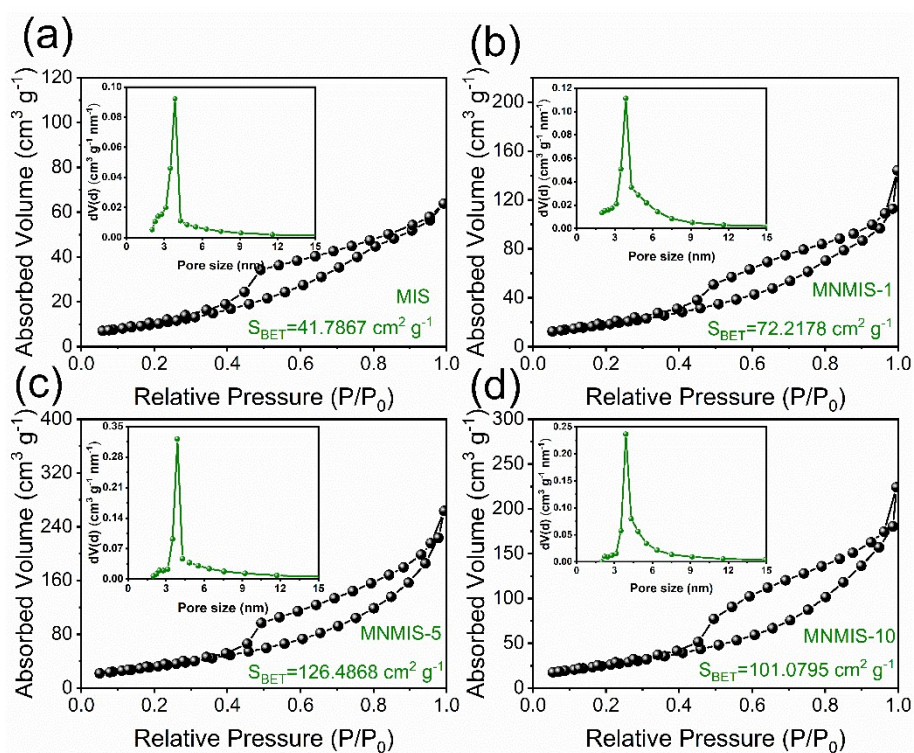 (a)
Absorbed Volume (cm³ g⁻¹)
120
100
80
60
40
20
0
0.0 0.2 0.4 0.6 0.8 1.0
Relative Pressure (P/P₀)
dV(d) (cm³ g⁻¹ nm⁻¹)
0.10
0.08
0.06
0.04
0.02
0.00
0 3 6 9 12 15
Pore size (nm)
MIS
S_BET=41.7867 cm² g⁻¹
(b)
Absorbed Volume (cm³ g⁻¹)
220
200
160
120
80
40
0
0.0 0.2 0.4 0.6 0.8 1.0
Relative Pressure (P/P₀)
dV(d) (cm³ g⁻¹ nm⁻¹)
0.12
0.10
0.08
0.06
0.04
0.02
0.00
0 3 6 9 12 15
Pore size (nm)
MNMIS-1
S_BET=72.2178 cm² g⁻¹
(c)
Absorbed Volume (cm³ g⁻¹)
400
320
240
160
80
0
0.0 0.2 0.4 0.6 0.8 1.0
Relative Pressure (P/P₀)
dV(d) (cm³ g⁻¹ nm⁻¹)
0.35
0.28
0.21
0.14
0.07
0.00
0 3 6 9 12 15
Pore size (nm)
MNMIS-5
S_BET=126.4868 cm² g⁻¹
(d)
Absorbed Volume (cm³ g⁻¹)
300
250
200
150
100
50
0
0.0 0.2 0.4 0.6 0.8 1.0
Relative Pressure (P/P₀)
dV(d) (cm³ g⁻¹ nm⁻¹)
0.25
0.20
0.15
0.10
0.05
0.00
0 3 6 9 12 15
Pore size (nm)
MNMIS-10
S_BET=101.0795 cm² g⁻¹